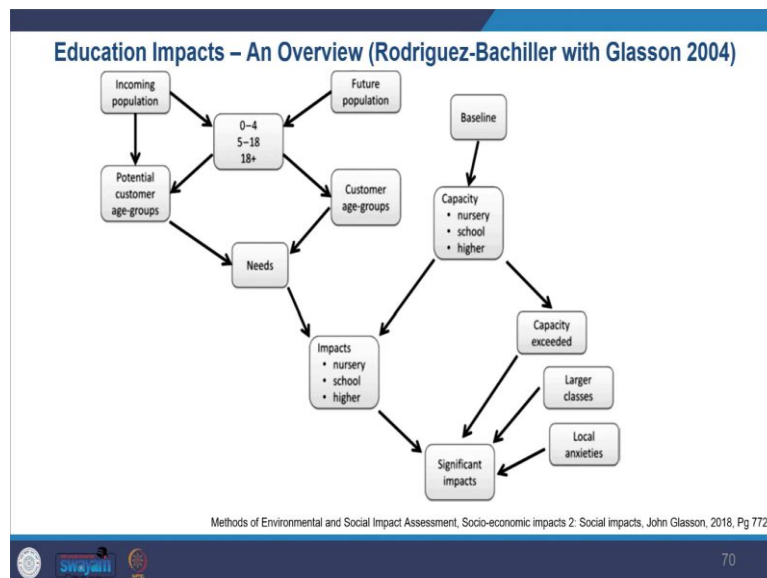 Education Impacts – An Overview (Rodriguez-Bachiller with Glasson 2004)
Incoming
population
Future
population
0–4
5–18
18+
Baseline
Potential
customer
age-groups
Customer
age-groups
Capacity
• nursery
• school
• higher
Needs
Capacity
exceeded
Impacts
• nursery
• school
• higher
Larger
classes
Local
anxieties
Significant
impacts
Methods of Environmental and Social Impact Assessment, Socio-economic impacts 2: Social impacts, John Glasson, 2018, Pg 772
swayam
70